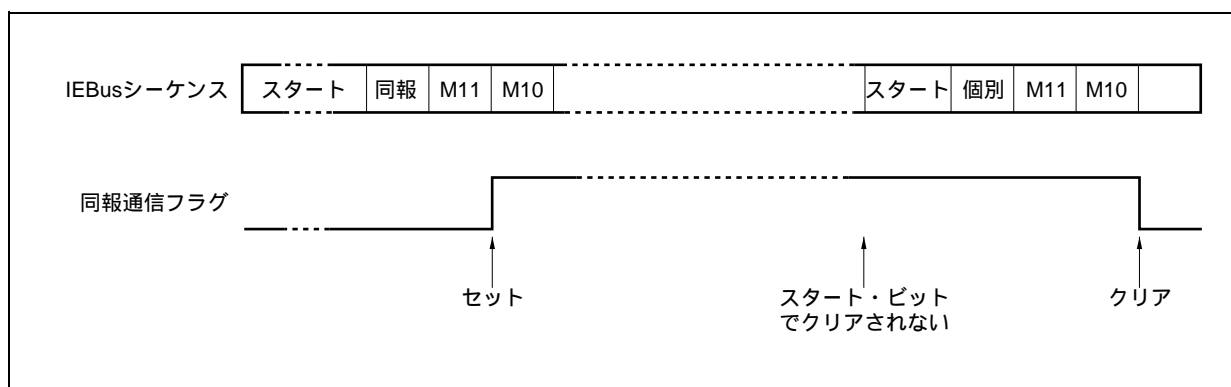 IEBusシーケンス スタート 同報 M11 M10 スタート 個別 M11 M10
同報通信フラグ
セット
スタート・ビット
でクリアされない
クリア